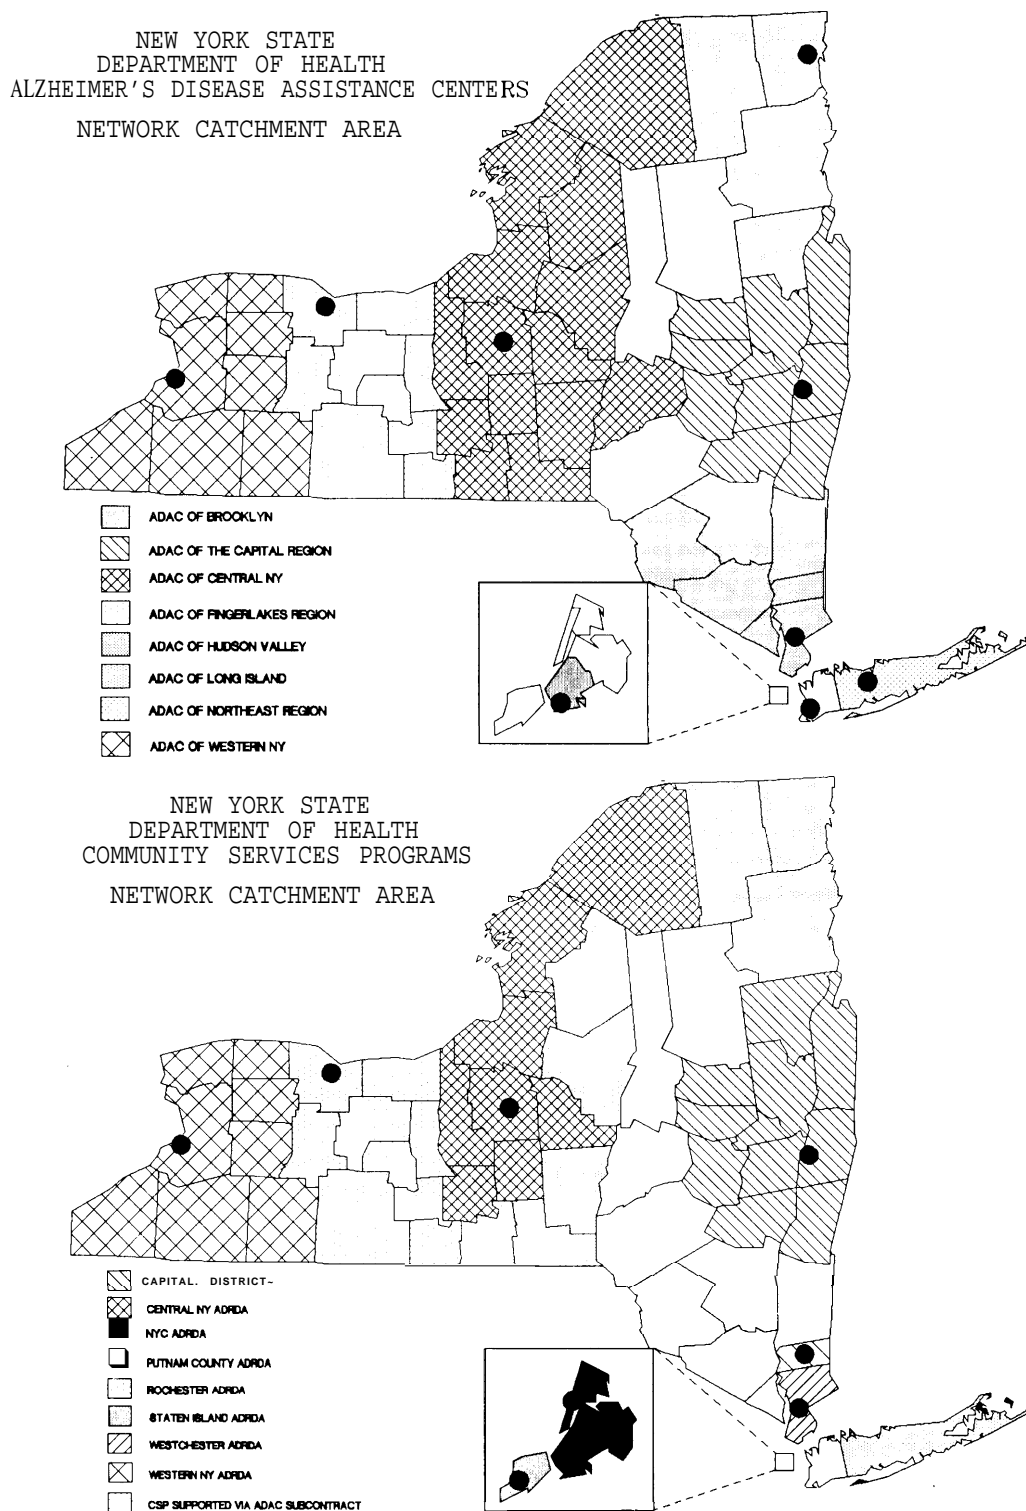 NEW YORK STATE
DEPARTMENT OF HEALTH
ALZHEIMER'S DISEASE ASSISTANCE CENTERS
NETWORK CATCHMENT AREA
ADAC OF BROOKLYN
ADAC OF THE CAPITAL REGION
ADAC OF CENTRAL NY
ADAC OF FINGERLAKES REGION
ADAC OF HUDSON VALLEY
ADAC OF LONG ISLAND
ADAC OF NORTHEAST REGION
ADAC OF WESTERN NY
NEW YORK STATE
DEPARTMENT OF HEALTH
COMMUNITY SERVICES PROGRAMS
NETWORK CATCHMENT AREA
CAPITAL. DISTRICT~
CENTRAL NY ADRDA
NYC ADRDA
PUTNAM COUNTY ADRDA
ROCHESTER ADRDA
STATEN ISLAND ADRDA
WESTCHESTER ADRDA
WESTERN NY ADRDA
CSP SUPPORTED VIA ADAC SUBCONTRACT